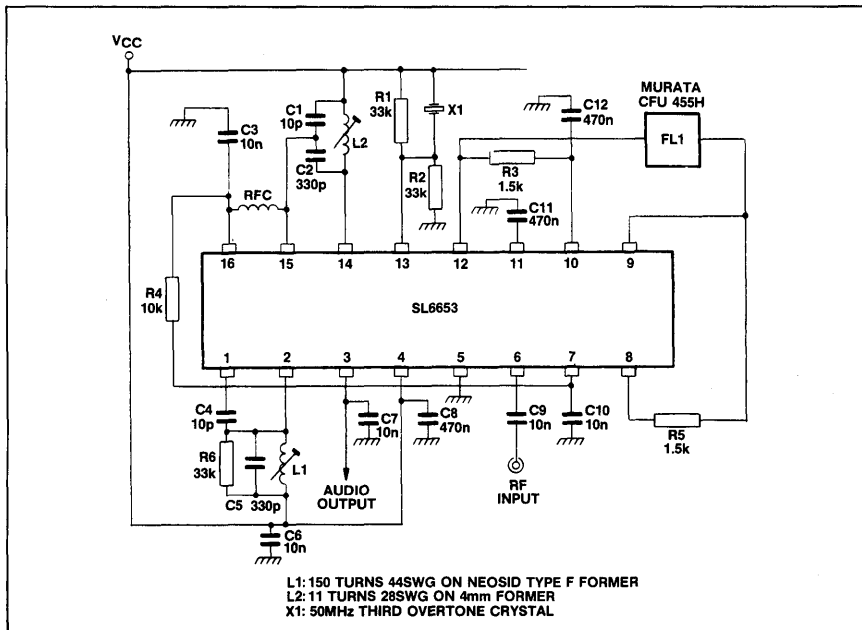 VCC
MURATA
CFU 455H
FL1
C12
470n
C1
10p
L2
R1
33k
X1
C3
10n
C2
330p
R2
33k
R3
1.5k
RFC
C11
470n
16
15
14
13
12
11
10
9
R4
10k
SL6653
1
2
3
4
5
6
7
8
C4
10p
C7
10n
C8
470n
C9
10n
C10
10n
R5
1.5k
R6
33k
L1
C5
330p
AUDIO
OUTPUT
RF
INPUT
C6
10n
L1: 150 TURNS 44SWG ON NEOSID TYPE F FORMER
L2: 11 TURNS 28SWG ON 4mm FORMER
X1: 50MHz THIRD OVERTONE CRYSTAL